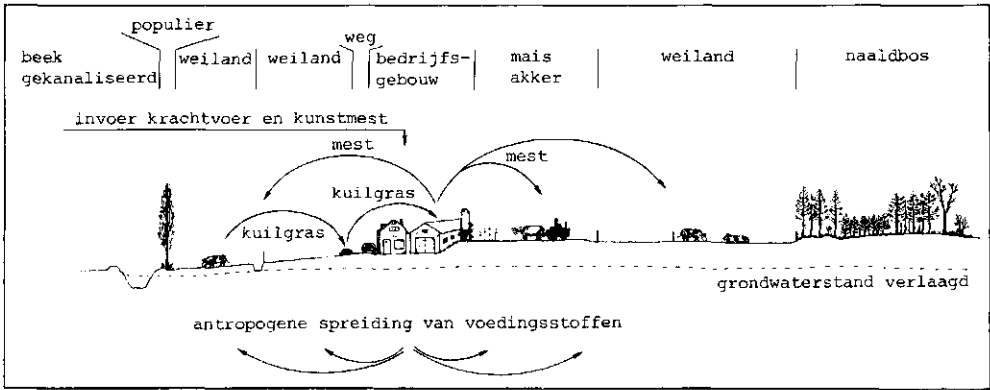 populier
weg
beek
gekanaliseerd
weiland
weiland
bedrijfs-
gebouw
mais
akker
weiland
naaldbos
invoer krachtvoer en kunstmest
mest
mest
kuilgras
kuilgras
grondwaterstand verlaagd
antropogene spreiding van voedingsstoffen